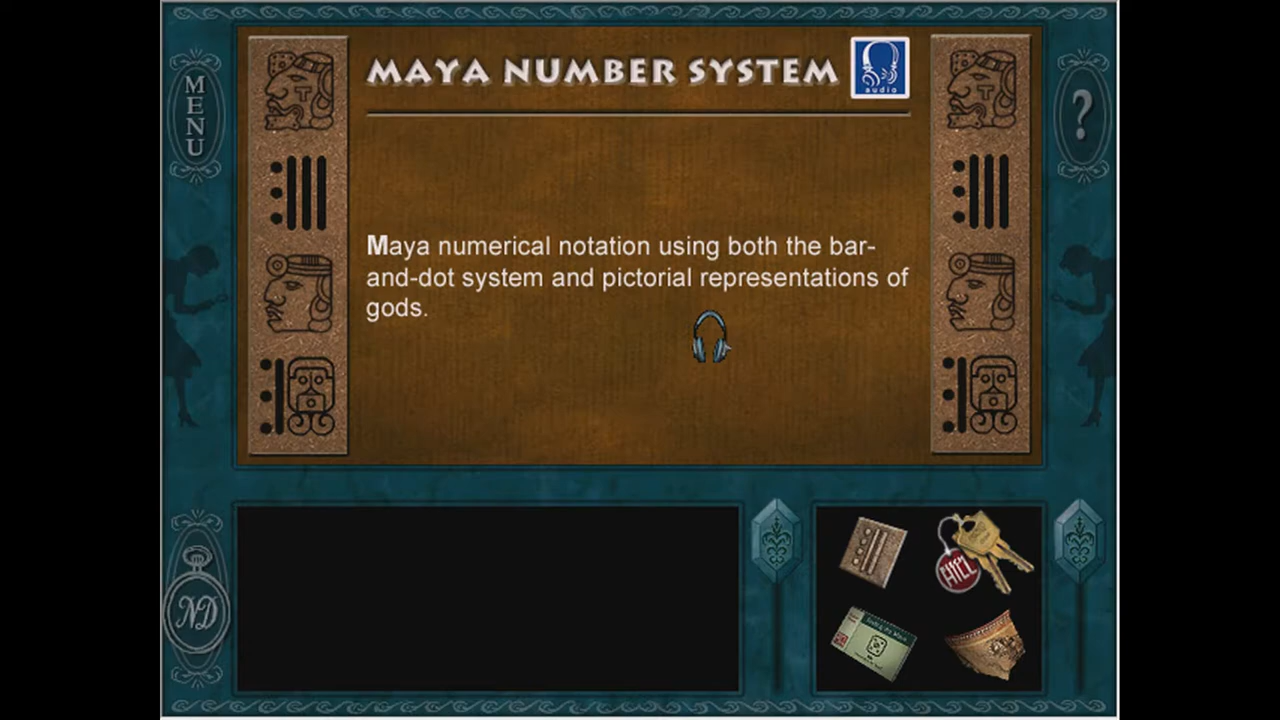 MENU
MAYA NUMBER SYSTEM
audio
?
Maya numerical notation using both the bar-
and-dot system and pictorial representations of
gods.
ND
HILL